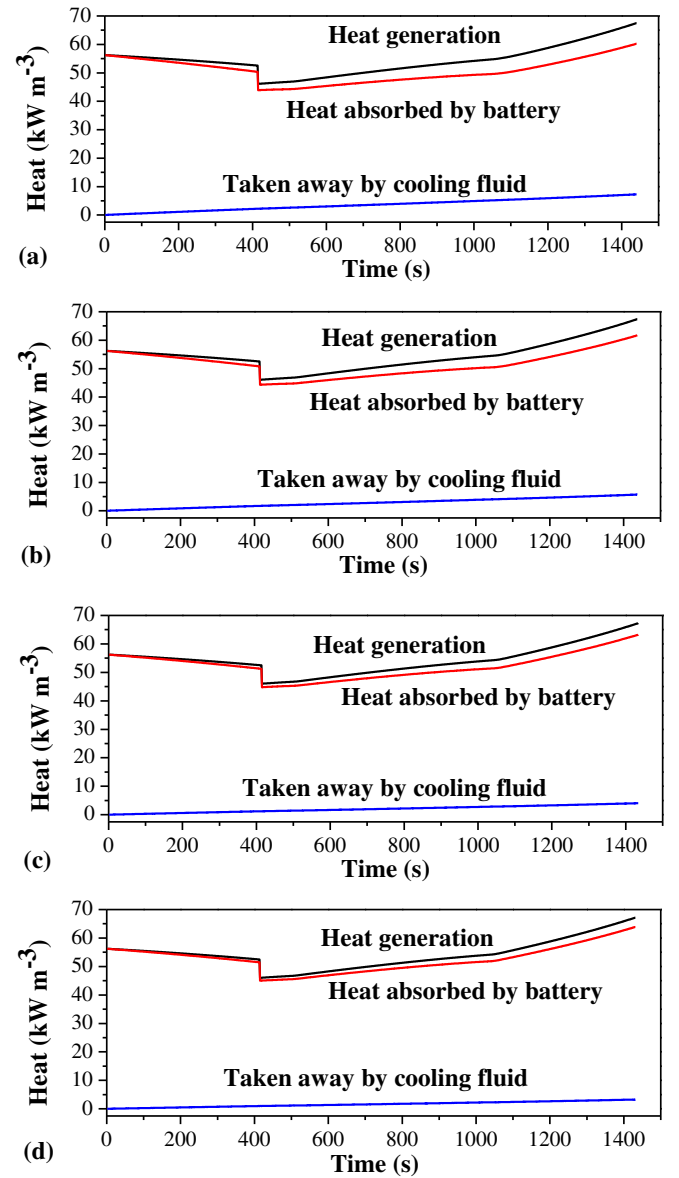 70
60
50
40
30
20
10
0
Heat (kW m-3)
Heat generation
Heat absorbed by battery
Taken away by cooling fluid
0 200 400 600 800 1000 1200 1400
Time (s)
(a)
70
60
50
40
30
20
10
0
Heat (kW m-3)
Heat generation
Heat absorbed by battery
Taken away by cooling fluid
0 200 400 600 800 1000 1200 1400
Time (s)
(b)
70
60
50
40
30
20
10
0
Heat (kW m-3)
Heat generation
Heat absorbed by battery
Taken away by cooling fluid
0 200 400 600 800 1000 1200 1400
Time (s)
(c)
70
60
50
40
30
20
10
0
Heat (kW m-3)
Heat generation
Heat absorbed by battery
Taken away by cooling fluid
0 200 400 600 800 1000 1200 1400
Time (s)
(d)